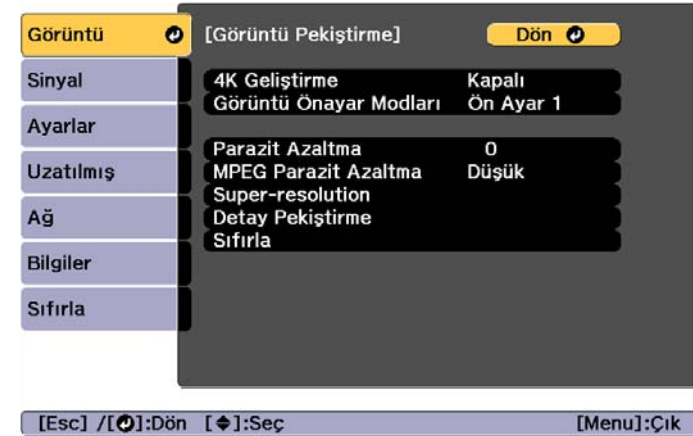 Görüntü
Sinyal
Ayarlar
Uzatılmış
Ağ
Bilgiler
Sıfırla
[Görüntü Pekiştirme] Dön
4K Geliştirme Kapalı
Görüntü Önayar Modları Ön Ayar 1
Parazit Azaltma 0
MPEG Parazit Azaltma Düşük
Super-resolution
Detay Pekiştirme
Sıfırla
[Esc] /[ ]:Dön [ ]:Seç [Menu]:Çık